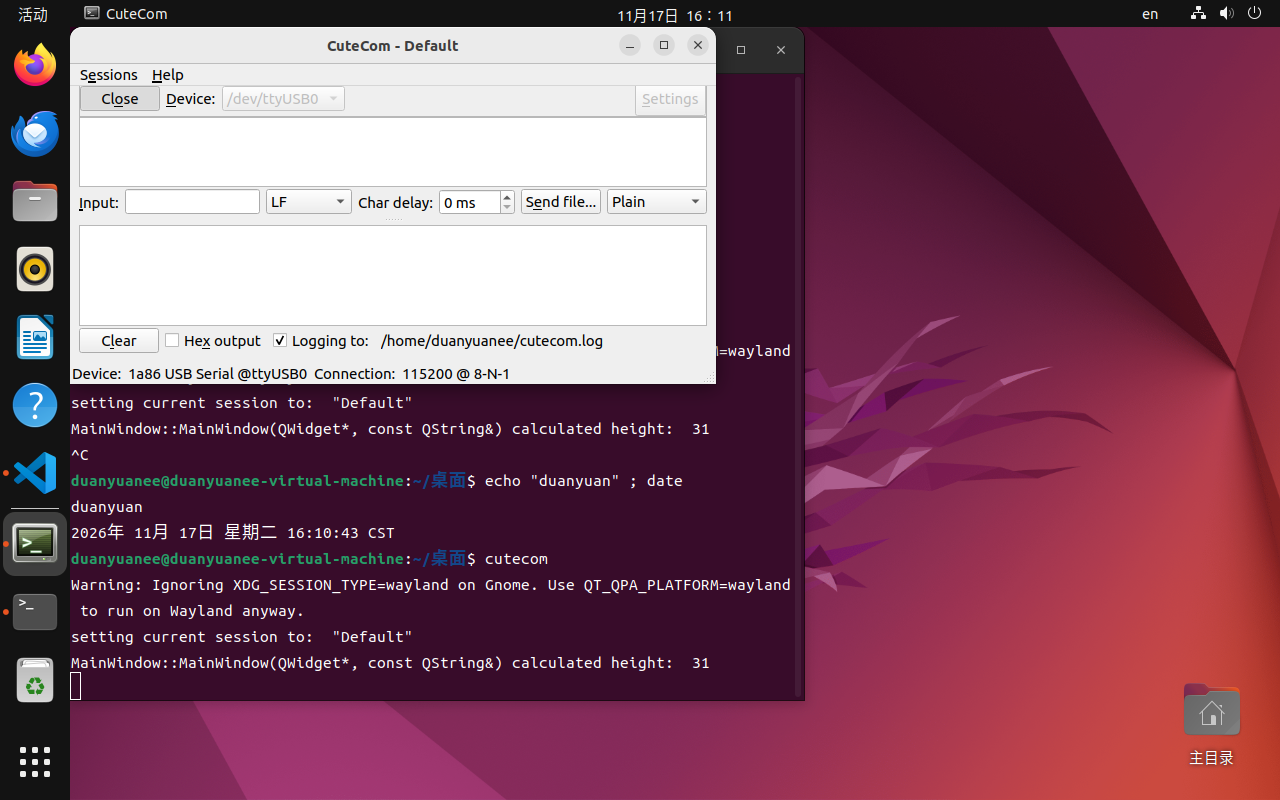 活动 CuteCom 11月17日 16：11 en
CuteCom - Default
Sessions Help
Close Device: /dev/ttyUSB0 Settings
Input: LF Char delay: 0 ms Send file... Plain
Clear Hex output Logging to: /home/duanyuanee/cutecom.log
Device: 1a86 USB Serial @ttyUSB0 Connection: 115200 @ 8-N-1
=wayland
setting current session to: "Default"
MainWindow::MainWindow(QWidget*, const QString&) calculated height: 31
^C
duanyuanee@duanyuanee-virtual-machine:~/桌面$ echo "duanyuan" ; date
duanyuan
2026年 11月 17日 星期二 16:10:43 CST
duanyuanee@duanyuanee-virtual-machine:~/桌面$ cutecom
Warning: Ignoring XDG_SESSION_TYPE=wayland on Gnome. Use QT_QPA_PLATFORM=wayland
to run on Wayland anyway.
setting current session to: "Default"
MainWindow::MainWindow(QWidget*, const QString&) calculated height: 31
主目录